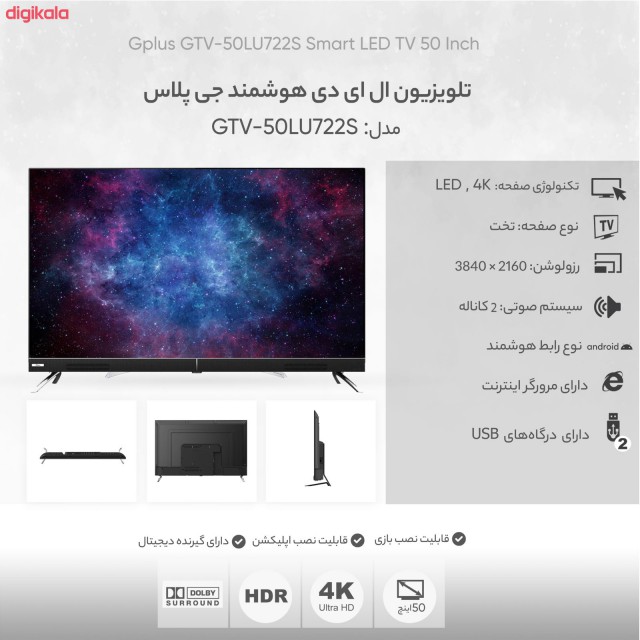 digikala
Gplus GTV-50LU722S Smart LED TV 50 Inch
تلویزیون ال ای دی هوشمند جی پلاس
مدل: GTV-50LU722S
تکنولوژی صفحه: LED , 4K
TV
نوع صفحه: تخت
رزولوشن: 2160 × 3840
سیستم صوتی: 2 کاناله
android نوع رابط هوشمند
دارای مرورگر اینترنت
دارای درگاه‌های USB
2
قابلیت نصب بازی
قابلیت نصب اپلیکشن
دارای گیرنده دیجیتال
DOLBY
SURROUND
HDR
4K
Ultra HD
50اینچ